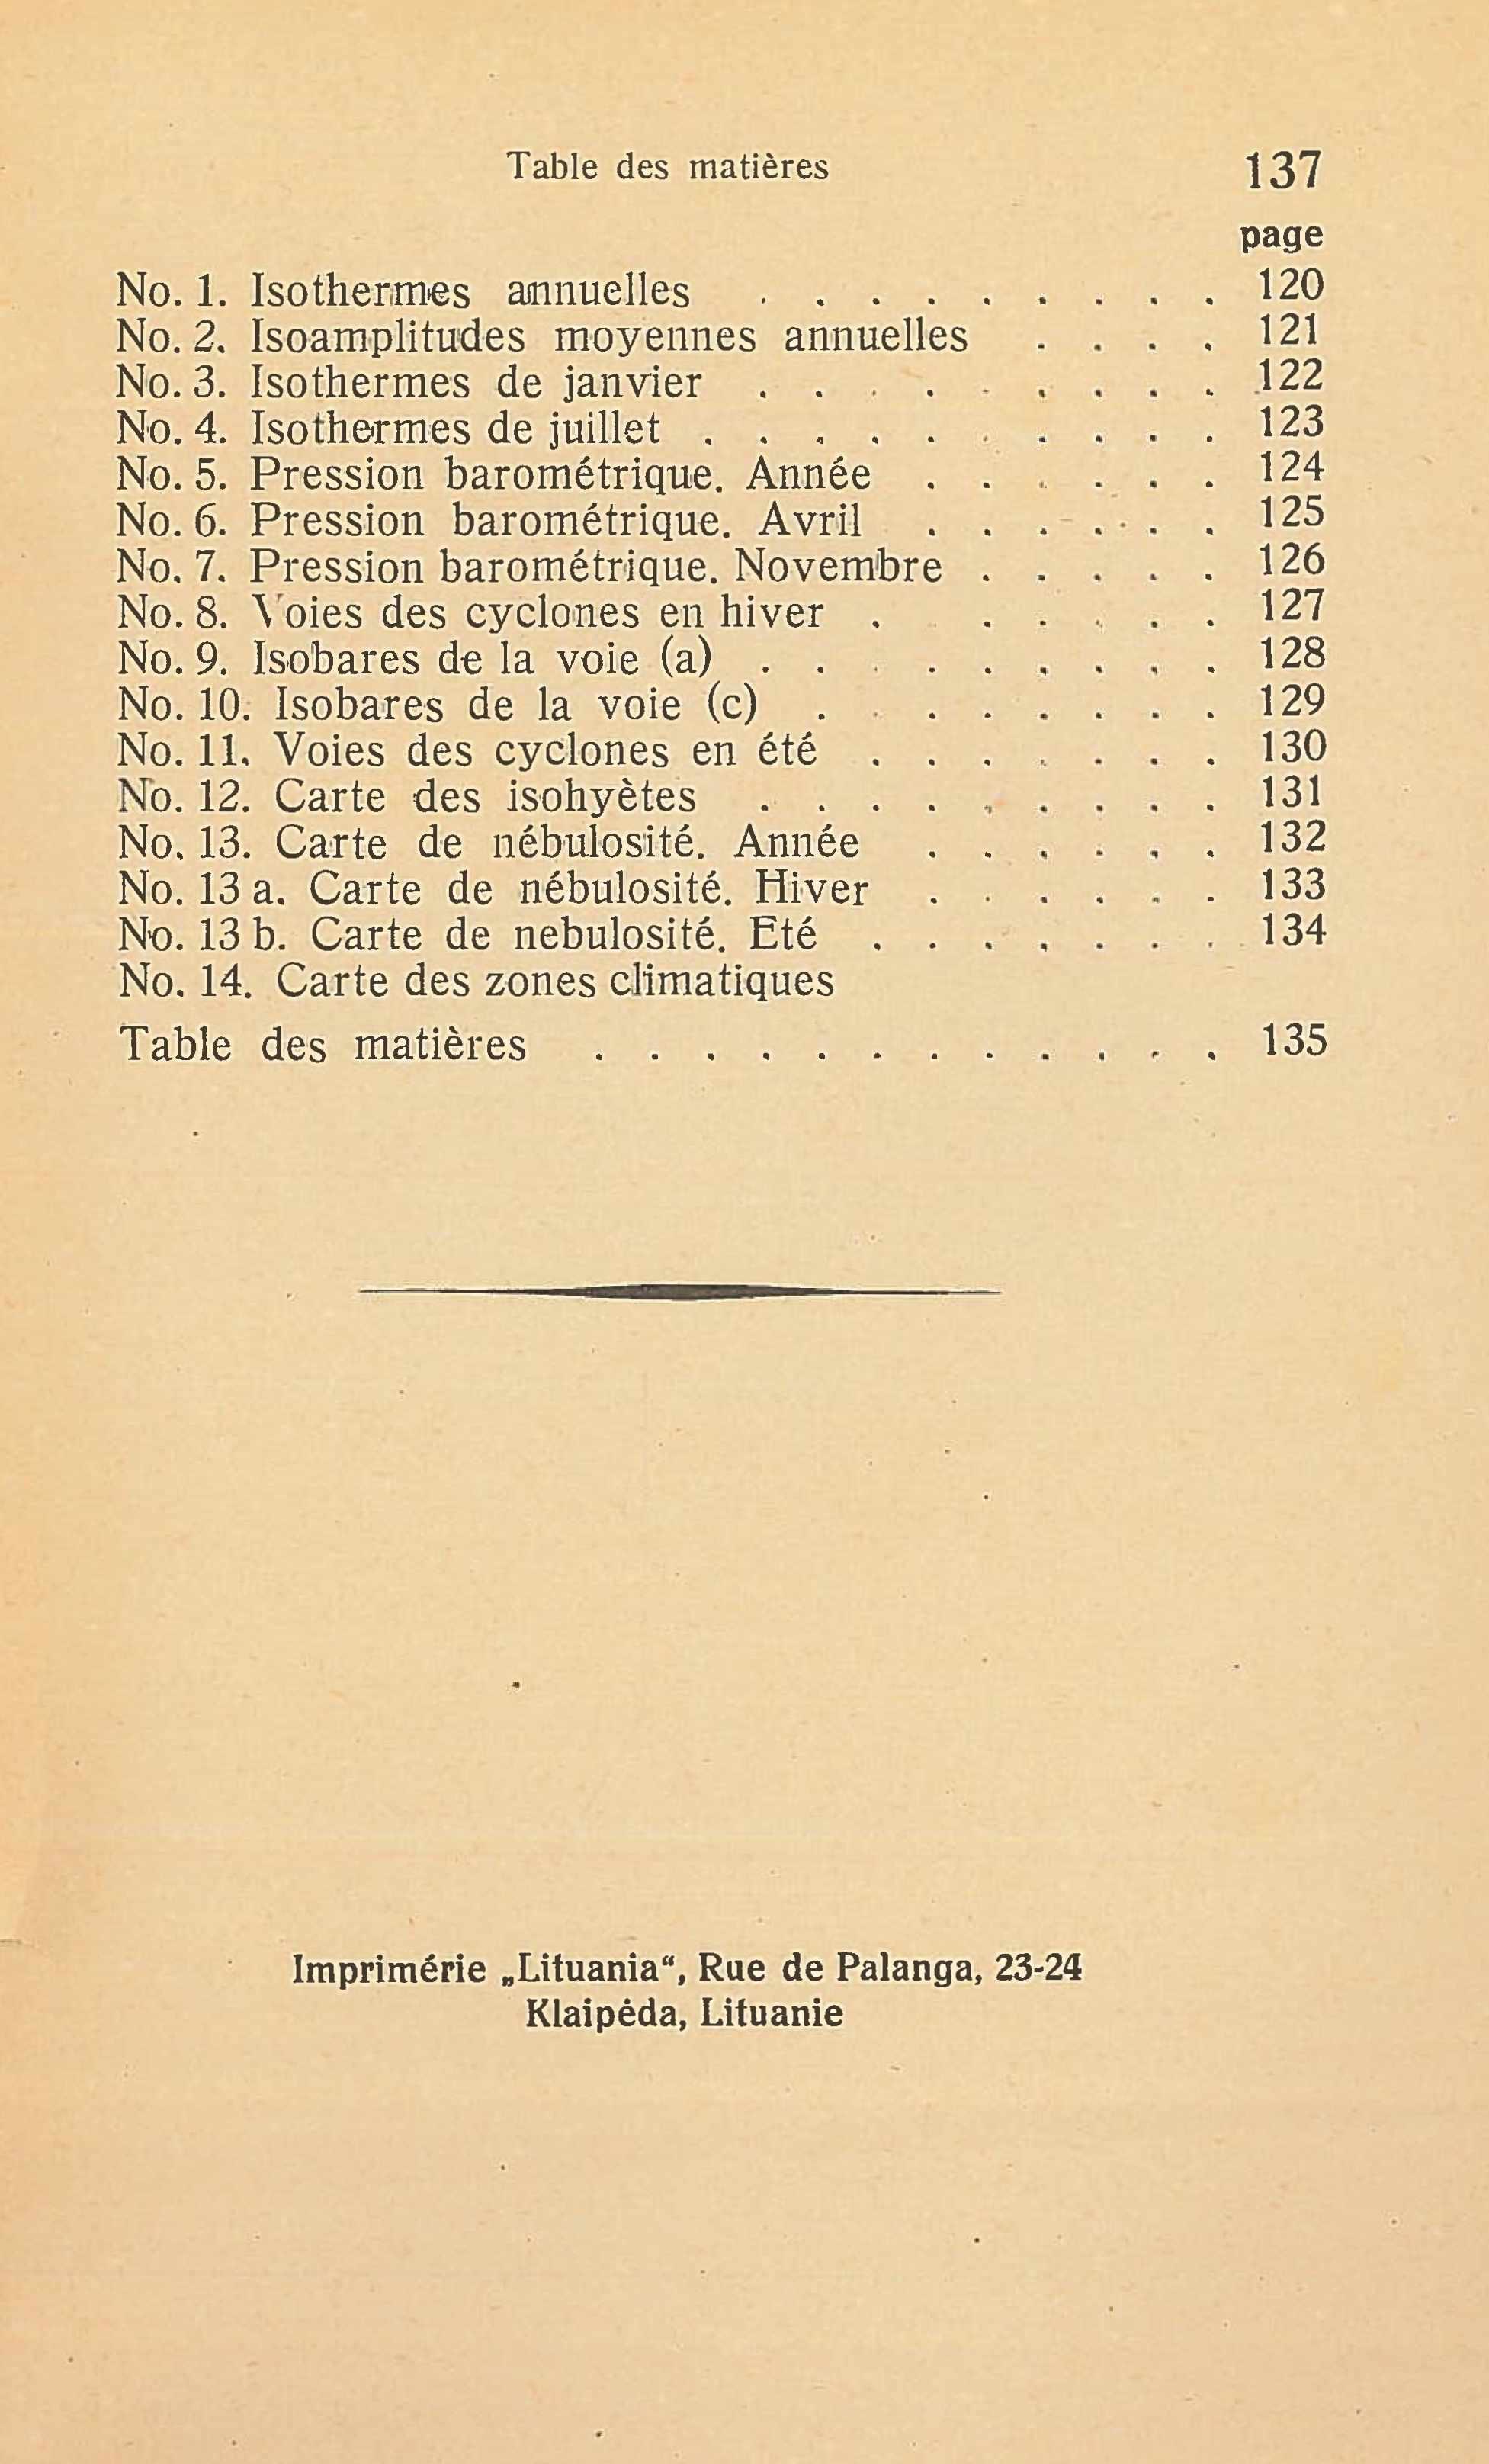 Table des matières 137
page
No. 1. Isothermes annuelles . . . . . . . . . 120
No. 2. Isoamplitudes moyennes annuelles . . . . 121
No. 3. Isothermes de janvier . . . . . . . . . 122
No. 4. Isothermes de juillet . . . . . . . . . . 123
No. 5. Pression barométrique. Année . . . . . . 124
No. 6. Pression barométrique. Avril . . . . . . 125
No. 7. Pression barométrique. Novembre . . . . . 126
No. 8. Voies des cyclones en hiver . . . . . . 127
No. 9. Isobares de la voie (a) . . . . . . . . . 128
No. 10. Isobares de la voie (c) . . . . . . . . 129
No. 11. Voies des cyclones en été . . . . . . . 130
No. 12. Carte des isohyètes . . . . . . . . . 131
No. 13. Carte de nébulosité. Année . . . . . . 132
No. 13 a. Carte de nébulosité. Hiver . . . . . . 133
No. 13 b. Carte de nebulosité. Eté . . . . . . . 134
No. 14. Carte des zones climatiques
Table des matières . . . . . . . . . . . . 135
Imprimérie „Lituania“, Rue de Palanga, 23-24
Klaipėda, Lituanie